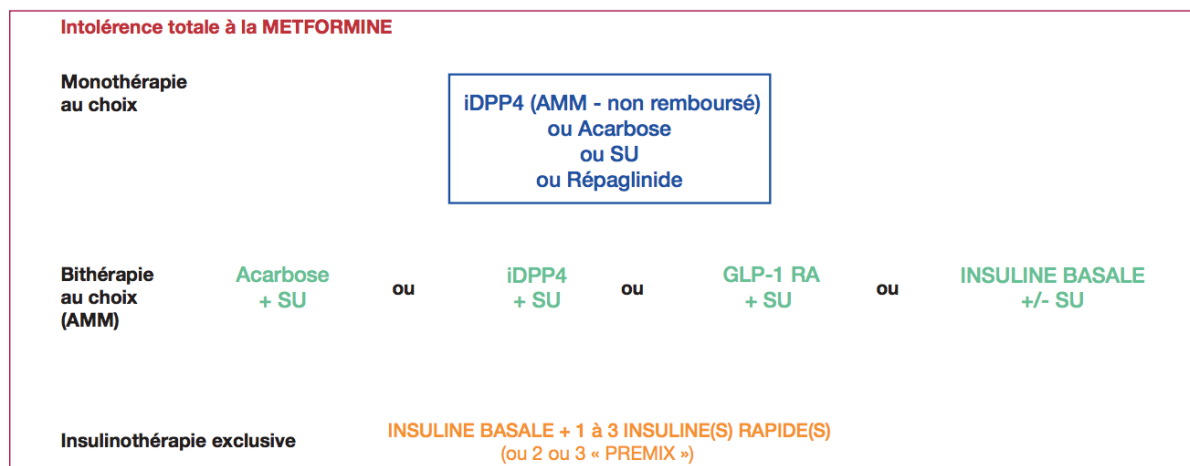 Intolérence totale à la METFORMINE
Monothérapie
au choix
iDPP4 (AMM - non remboursé)
ou Acarbose
ou SU
ou Répaglinide
Bithérapie
au choix
(AMM)
Acarbose
+ SU
ou
iDPP4
+ SU
ou
GLP-1 RA
+ SU
ou
INSULINE BASALE
+/- SU
Insulinothérapie exclusive
INSULINE BASALE + 1 à 3 INSULINE(S) RAPIDE(S)
(ou 2 ou 3 « PREMIX »)